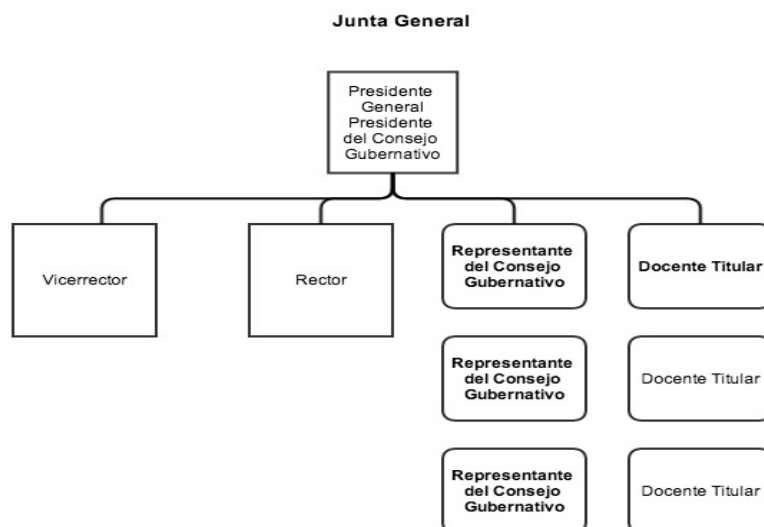 Junta General
Presidente
General
Presidente
del Consejo
Gubernativo
Vicerrector
Rector
Representante
del Consejo
Gubernativo
Docente Titular
Representante
del Consejo
Gubernativo
Docente Titular
Representante
del Consejo
Gubernativo
Docente Titular